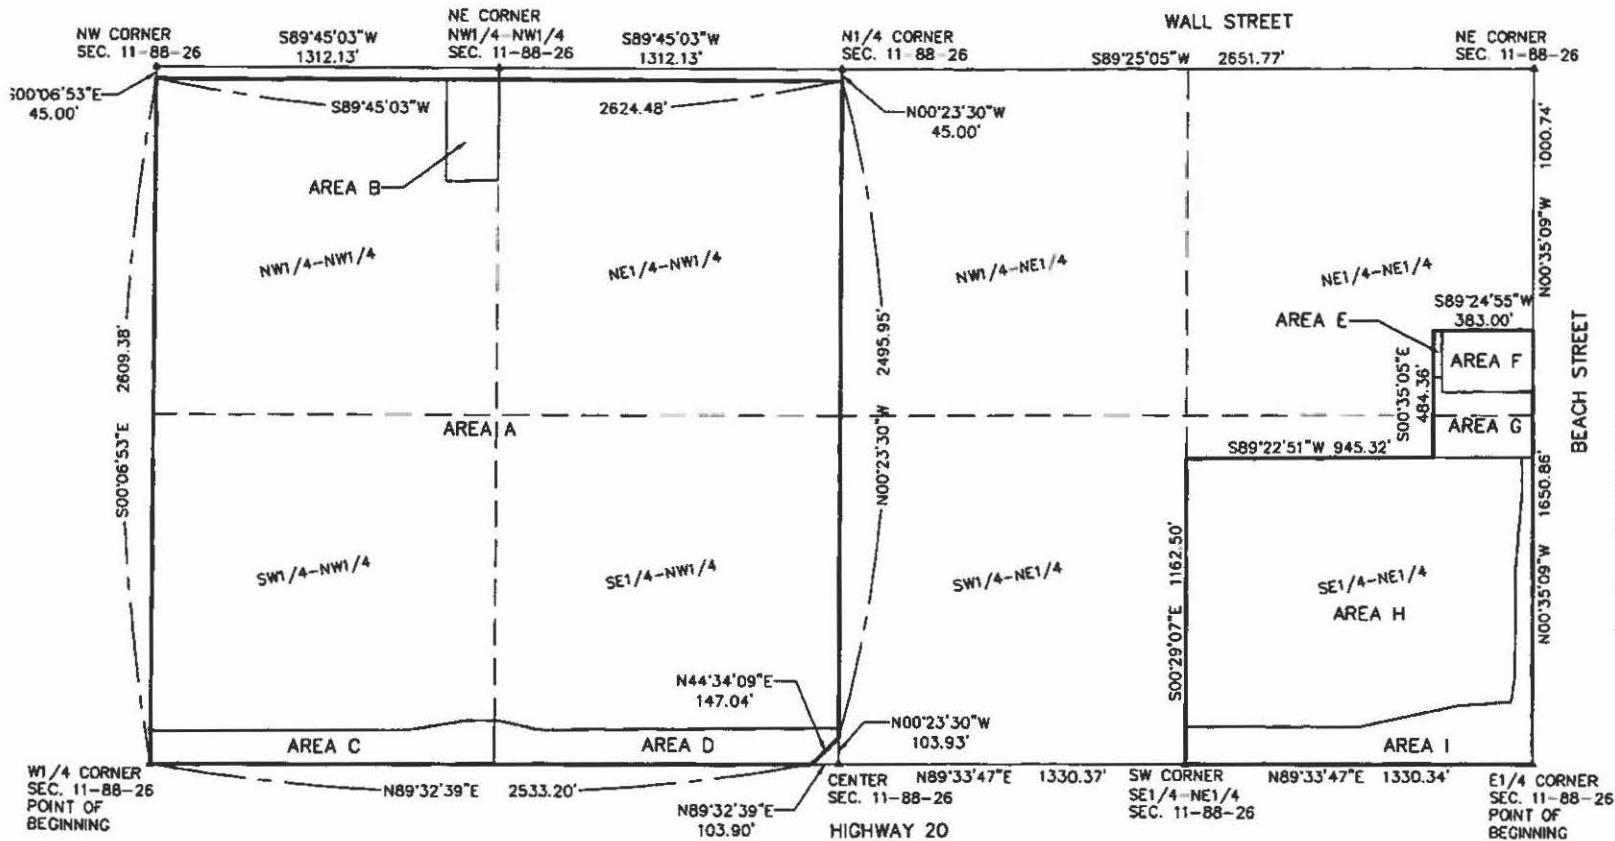 WALL STREET
NW CORNER
SEC. 11-88-26
S89°45'03"W
1312.13'
NE CORNER
NW1/4-NW1/4
SEC. 11-88-26
S89°45'03"W
1312.13'
N1/4 CORNER
SEC. 11-88-26
S89°25'05"W 2651.77'
NE CORNER
SEC. 11-88-26
S00°06'53"E
45.00'
S89°45'03"W 2624.48'
N00°23'30"W
45.00'
1000.74'
N00°35'09"W
AREA B
NW1/4-NW1/4
NE1/4-NW1/4
NW1/4-NE1/4
NE1/4-NE1/4
S89°24'55"W
383.00'
AREA E
AREA F
S00°35'05"E
484.36'
AREA G
BEACH STREET
S00°06'53"E 2609.38'
N00°23'30"W 2495.95'
AREA A
S89°22'51"W 945.32'
N00°35'09"W 1650.86'
SW1/4-NW1/4
SE1/4-NW1/4
SW1/4-NE1/4
SE1/4-NE1/4
AREA H
S00°29'07"E 1162.50'
N44°34'09"E
147.04'
N00°23'30"W
103.93'
AREA C
AREA D
AREA I
W1/4 CORNER
SEC. 11-88-26
POINT OF
BEGINNING
N89°32'39"E 2533.20'
N89°32'39"E
103.90'
CENTER
SEC. 11-88-26
N89°33'47"E 1330.37'
SW CORNER
SE1/4-NE1/4
SEC. 11-88-26
N89°33'47"E 1330.34'
E1/4 CORNER
SEC. 11-88-26
POINT OF
BEGINNING
HIGHWAY 20